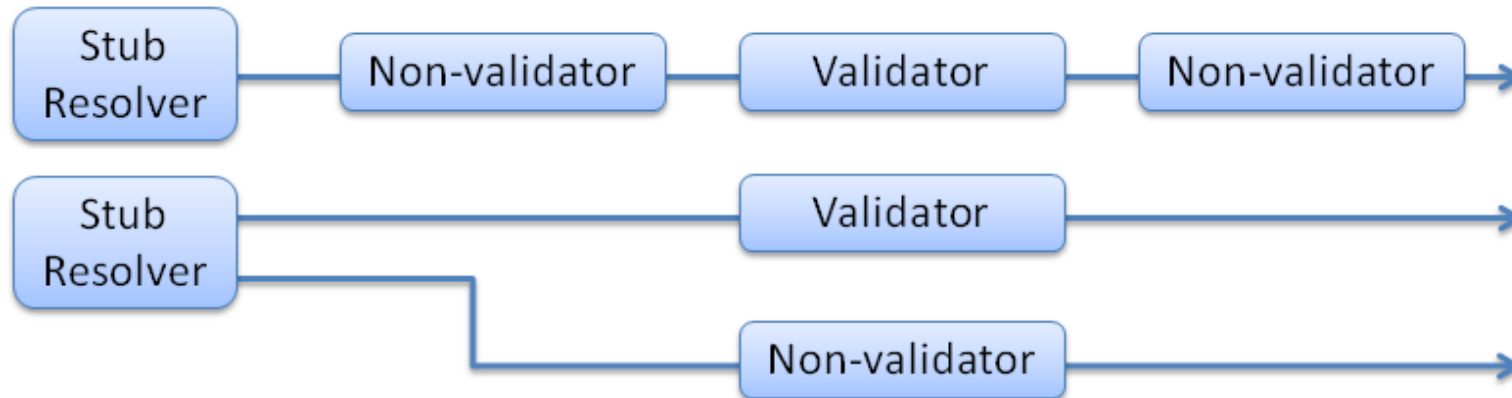 Stub
Resolver
Non-validator
Validator
Non-validator
Stub
Resolver
Validator
Non-validator